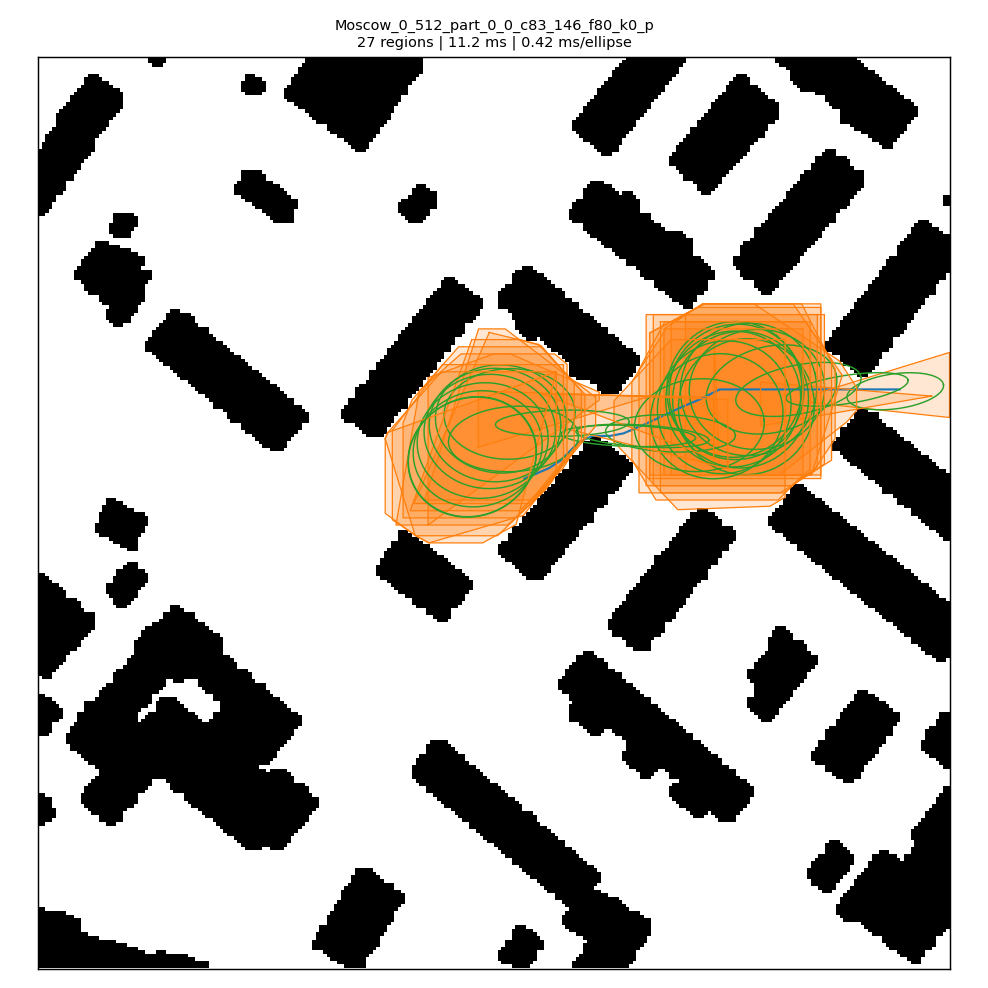 Moscow_0_512_part_0_0_c83_146_f80_k0_p
27 regions | 11.2 ms | 0.42 ms/ellipse